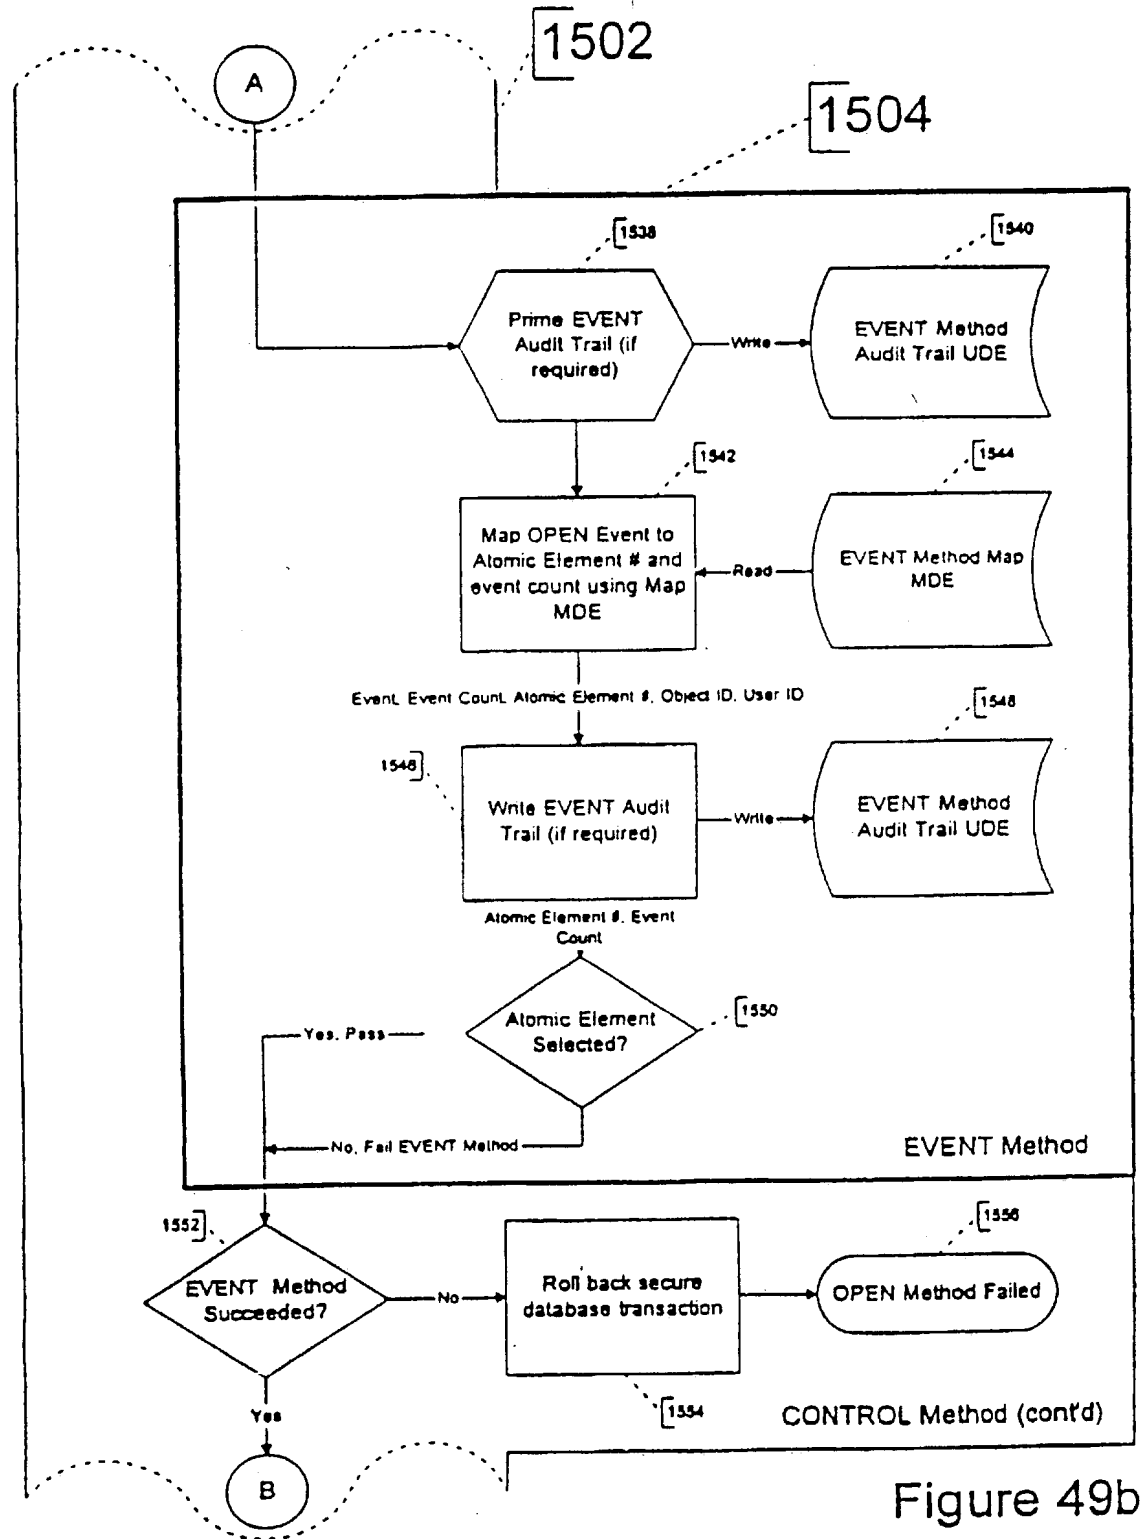 1502
A
1504
1538
1540
Prime EVENT
Audit Trail (if
required)
Write
EVENT Method
Audit Trail UDE
1542
1544
Map OPEN Event to
Atomic Element # and
event count using Map
MDE
Read
EVENT Method Map
MDE
Event, Event Count, Atomic Element #, Object ID, User ID
1548
1546
Write EVENT Audit
Trail (if required)
Write
EVENT Method
Audit Trail UDE
Atomic Element #, Event
Count
1550
Atomic Element
Selected?
Yes, Pass
No, Fail EVENT Method
EVENT Method
1552
1556
EVENT Method
Succeeded?
No
Roll back secure
database transaction
OPEN Method Failed
1554
Yes
CONTROL Method (cont'd)
B
Figure 49b